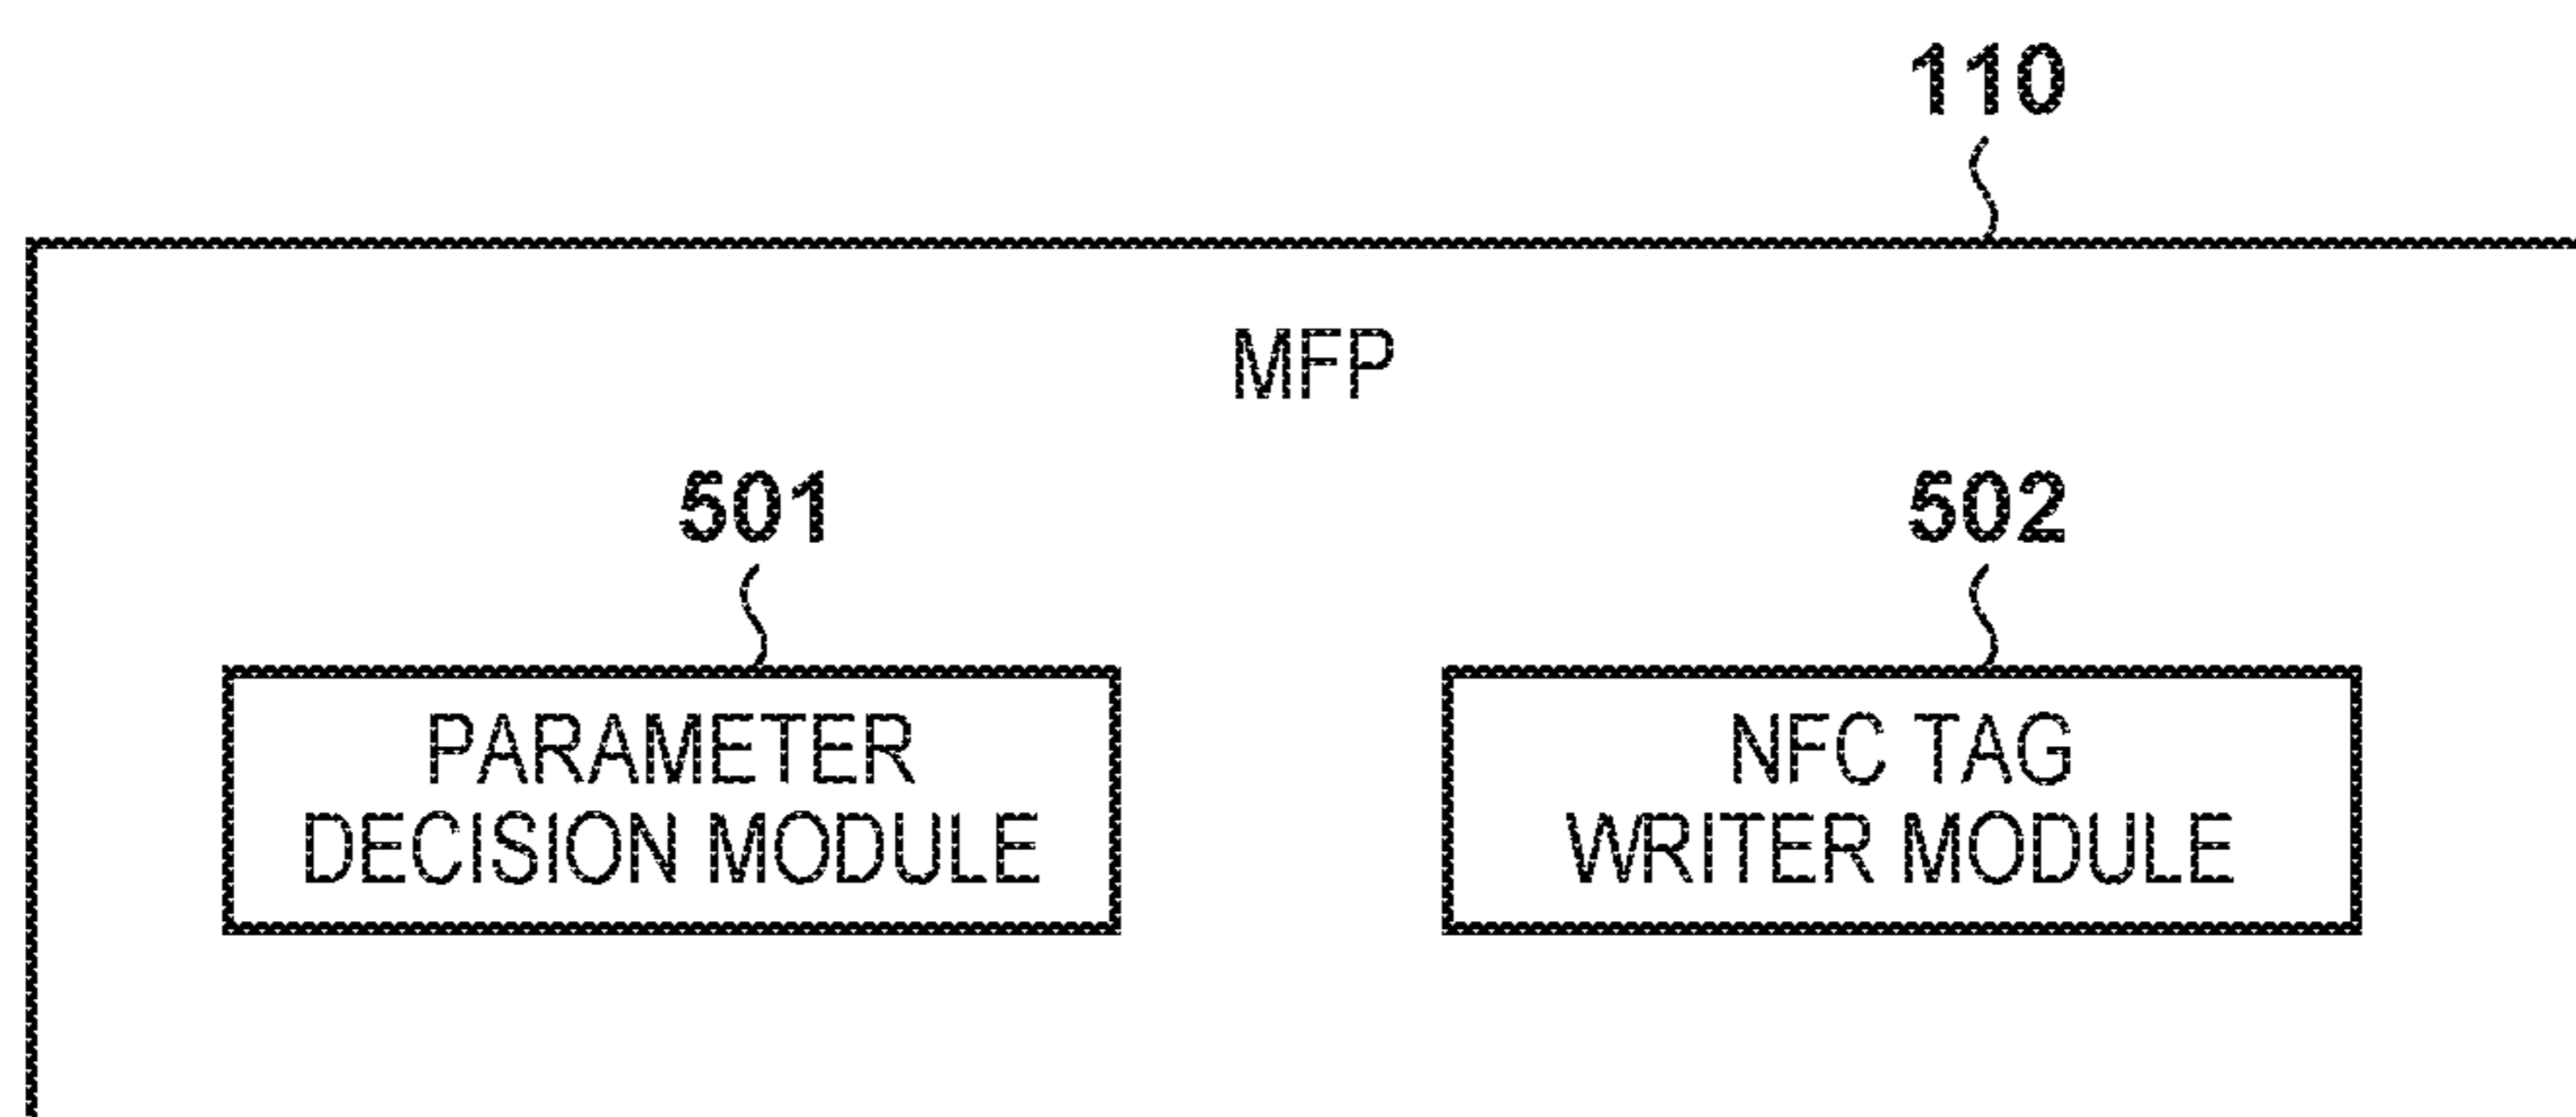 110
MFP
501
502
PARAMETER
DECISION MODULE
NFC TAG
WRITER MODULE